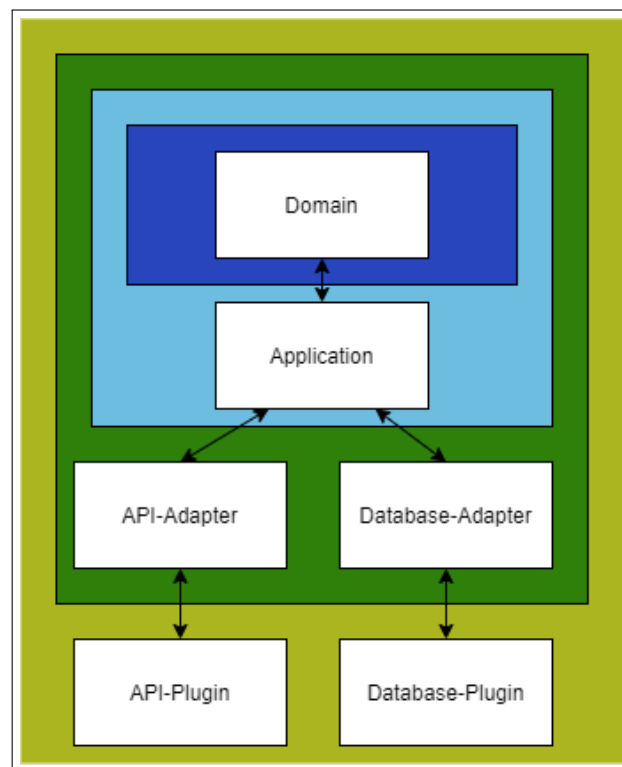 Domain
Application
API-Adapter
Database-Adapter
API-Plugin
Database-Plugin